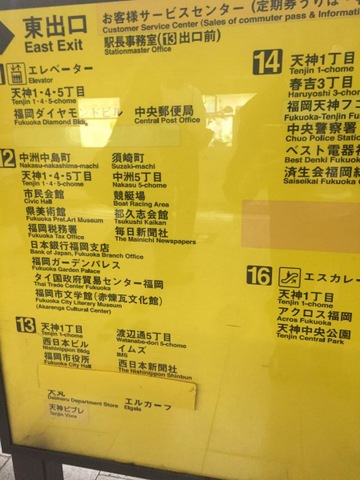 東出口
East Exit
お客様サービスセンター(定期券うりば
Customer Service Center (Sales of commuter pass & Informa
駅長事務室(13出口前)
Stationmaster Office
エレベーター
Elevator
天神1・4・5丁目
Tenjin 1・4・5-chome
福岡ダイヤモンドビル
Fukuoka Diamond Bldg
中央郵便局
Central Post Office
12
中洲中島町
Nakasu-nakashima-machi
天神1・4・5丁目
Tenjin 1・4・5-chome
市民会館
Civic Hall
県美術館
Fukuoka Pref.Art Museum
福岡税務署
Fukuoka Tax Office
日本銀行福岡支店
Bank of Japan, Fukuoka Branch Office
福岡ガーデンパレス
Fukuoka Garden Palace
タイ国政府貿易センター福岡
Thai Trade Center Fukuoka
福岡市文学館(赤煉瓦文化館)
Fukuoka City Literary Museum
(Akarenga Cultural Center)
須崎町
Suzaki-machi
中洲5丁目
Nakasu 5-chome
競艇場
Boat Racing Area
都久志会館
Tsukushi Kaikan
毎日新聞社
The Mainichi Newspapers
13
天神1丁目
Tenjin 1-chome
西日本ビル
Nishinippon Bldg
福岡市役所
Fukuoka City Hall
渡辺通5丁目
Watanabe-dori 5-chome
イムズ
IMS
西日本新聞社
The Nishinippon Shinbun
Daimaru Department Store
エルガーラ
Elgala
天神ビブレ
Tenjin Vivre
14
天神1丁目
Tenjin 1-chome
春吉3丁目
Haruyoshi 3-chome
福岡天神フ
Fukuoka-Tenjin Fu
中央警察署
Chuo Police Statio
ベスト電器福
Best Denki Fukuok
済生会福岡総
Saiseikai Fukuoka
16
エスカレー
天神1丁目
Tenjin 1-chome
アクロス福岡
Acros Fukuoka
天神中央公園
Tenjin Central Park